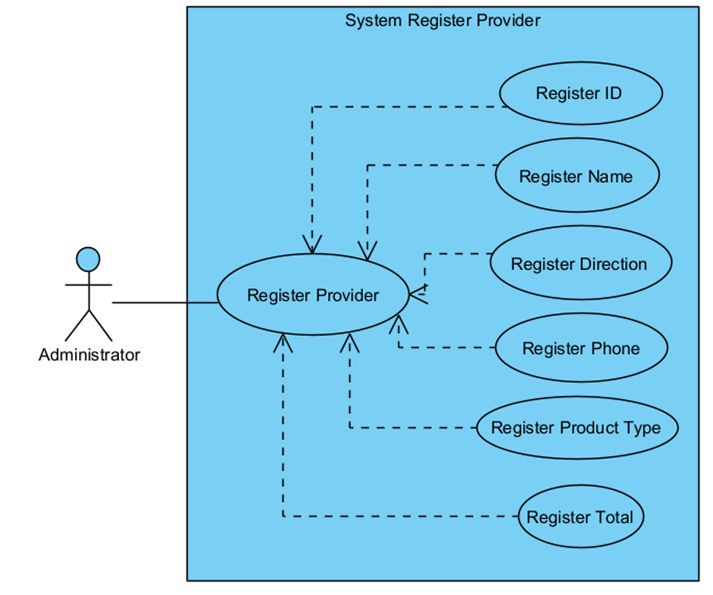 System Register Provider
Register ID
Register Name
Register Direction
Register Provider
Register Phone
Administrator
Register Product Type
Register Total